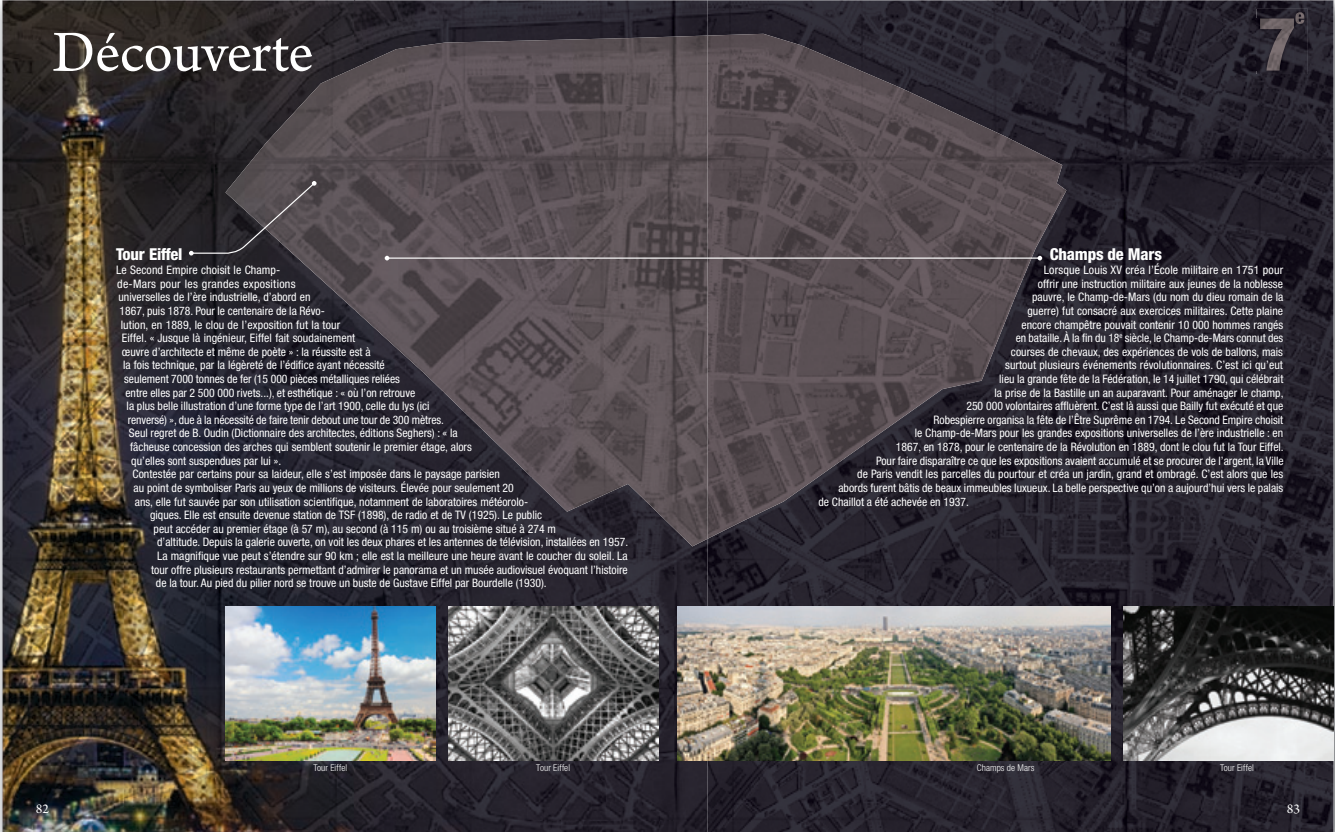 Découverte
7e
Tour Eiffel
Le Second Empire choisit le Champ-
de-Mars pour les grandes expositions
universelles de l'ère industrielle, d'abord en
1867, puis 1878. Pour le centenaire de la Révo-
lution, en 1889, le clou de l'exposition fut la tour
Eiffel. « Jusque là ingénieur, Eiffel fait soudainement
œuvre d'architecte et même de poète » : la réussite est à
la fois technique, par la légèreté de l'édifice ayant nécessité
seulement 7000 tonnes de fer (15 000 pièces métalliques reliées
entre elles par 2 500 000 rivets...), et esthétique : « où l'on retrouve
la plus belle illustration d'une forme type de l'art 1900, celle du lys (ici
renversé) », due à la nécessité de faire tenir debout une tour de 300 mètres.
Seul regret de B. Oudin (Dictionnaire des architectes, éditions Seghers) : « la
fâcheuse concession des arches qui semblent soutenir le premier étage, alors
qu'elles sont suspendues par lui ».
Contestée par certains pour sa laideur, elle s'est imposée dans le paysage parisien
au point de symboliser Paris au yeux de millions de visiteurs. Élevée pour seulement 20
ans, elle fut sauvée par son utilisation scientifique, notamment de laboratoires météorolo-
giques. Elle est ensuite devenue station de TSF (1898), de radio et de TV (1925). Le public
peut accéder au premier étage (à 57 m), au second (à 115 m) ou au troisième situé à 274 m
d'altitude. Depuis la galerie ouverte, on voit les deux phares et les antennes de télévision, installées en 1957.
La magnifique vue peut s'étendre sur 90 km ; elle est la meilleure une heure avant le coucher du soleil. La
tour offre plusieurs restaurants permettant d'admirer le panorama et un musée audiovisuel évoquant l'histoire
de la tour. Au pied du pilier nord se trouve un buste de Gustave Eiffel par Bourdelle (1930).
Champs de Mars
Lorsque Louis XV créa l'École militaire en 1751 pour
offrir une instruction militaire aux jeunes de la noblesse
pauvre, le Champ-de-Mars (du nom du dieu romain de la
guerre) fut consacré aux exercices militaires. Cette plaine
encore champêtre pouvait contenir 10 000 hommes rangés
en bataille. À la fin du 18e siècle, le Champ-de-Mars connut des
courses de chevaux, des expériences de vols de ballons, mais
surtout plusieurs événements révolutionnaires. C'est ici qu'eut
lieu la grande fête de la Fédération, le 14 juillet 1790, qui célébrait
la prise de la Bastille un an auparavant. Pour aménager le champ,
250 000 volontaires affluèrent. C'est là aussi que Bailly fut exécuté et que
Robespierre organisa la fête de l'Être Suprême en 1794. Le Second Empire choisit
le Champ-de-Mars pour les grandes expositions universelles de l'ère industrielle : en
1867, en 1878, pour le centenaire de la Révolution en 1889, dont le clou fut la Tour Eiffel.
Pour faire disparaître ce que les expositions avaient accumulé et se procurer de l'argent, la Ville
de Paris vendit les parcelles du pourtour et créa un jardin, grand et ombragé. C'est alors que les
abords furent bâtis de beaux immeubles luxueux. La belle perspective qu'on a aujourd'hui vers le palais
de Chaillot a été achevée en 1937.
VII
Tour Eiffel
Tour Eiffel
Champs de Mars
Tour Eiffel
82
83